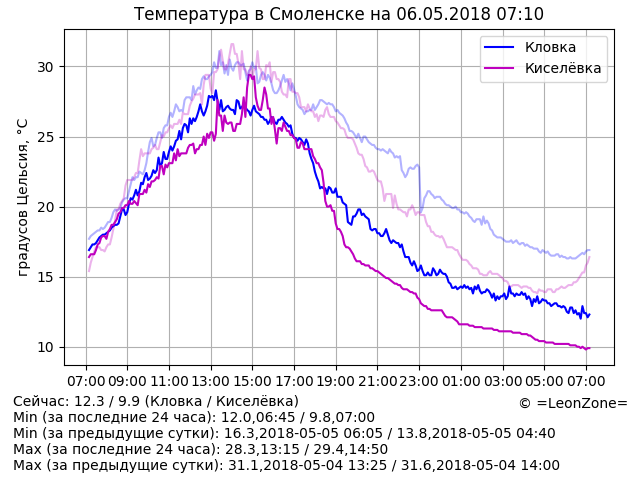 Температура в Смоленске на 06.05.2018 07:10
Кловка
Киселёвка
градусов Цельсия, °C
30
25
20
15
10
07:00 09:00 11:00 13:00 15:00 17:00 19:00 21:00 23:00 01:00 03:00 05:00 07:00
Сейчас: 12.3 / 9.9 (Кловка / Киселёвка)
© =LeonZone=
Min (за последние 24 часа): 12.0,06:45 / 9.8,07:00
Min (за предыдущие сутки): 16.3,2018-05-05 06:05 / 13.8,2018-05-05 04:40
Max (за последние 24 часа): 28.3,13:15 / 29.4,14:50
Max (за предыдущие сутки): 31.1,2018-05-04 13:25 / 31.6,2018-05-04 14:00